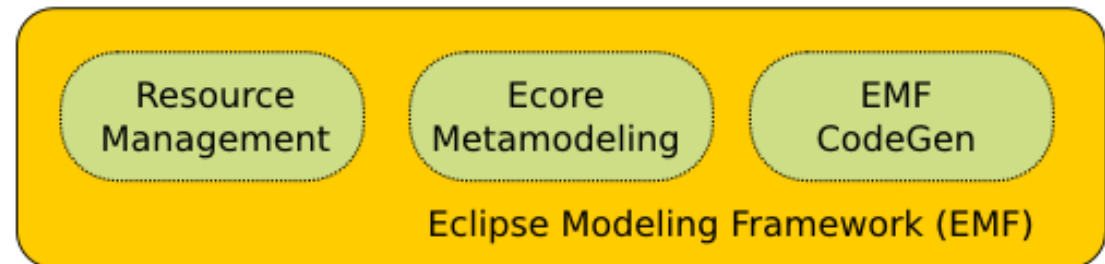 Resource
Management
Ecore
Metamodeling
EMF
CodeGen
Eclipse Modeling Framework (EMF)